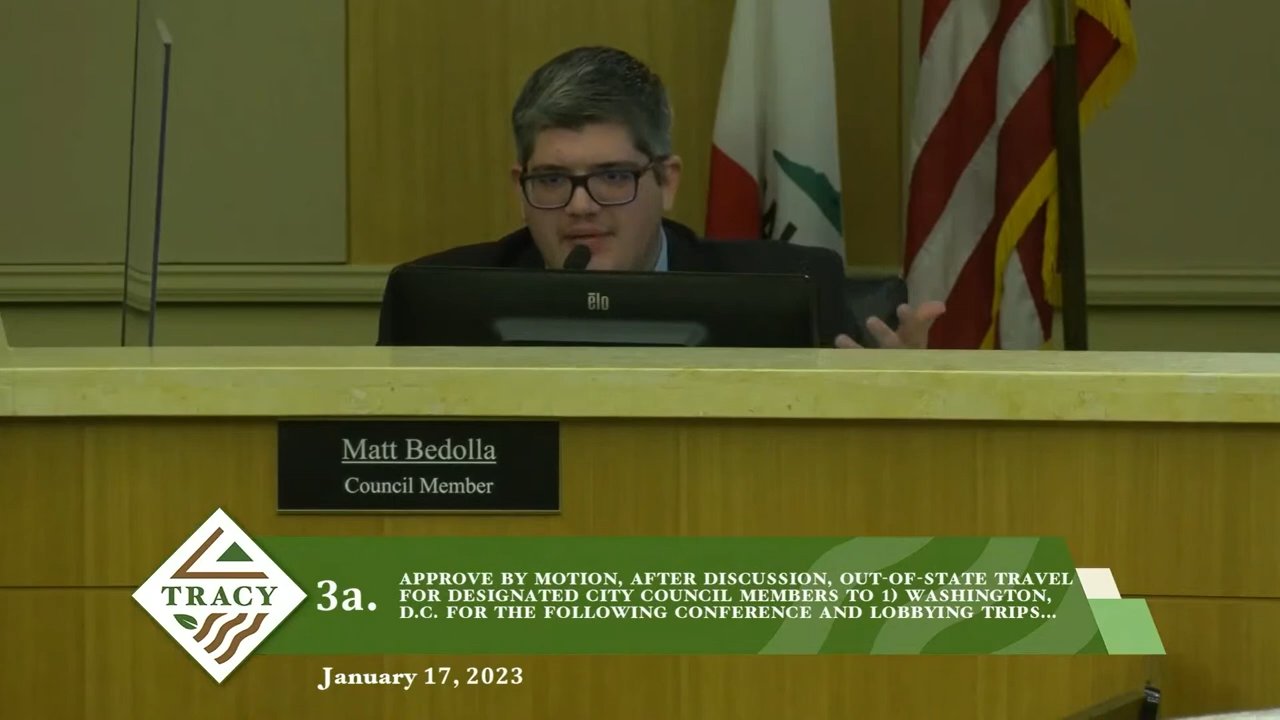 ēlo
Matt Bedolla
Council Member
TRACY
3a.
APPROVE BY MOTION, AFTER DISCUSSION, OUT-OF-STATE TRAVEL
FOR DESIGNATED CITY COUNCIL MEMBERS TO 1) WASHINGTON,
D.C. FOR THE FOLLOWING CONFERENCE AND LOBBYING TRIPS...
January 17, 2023